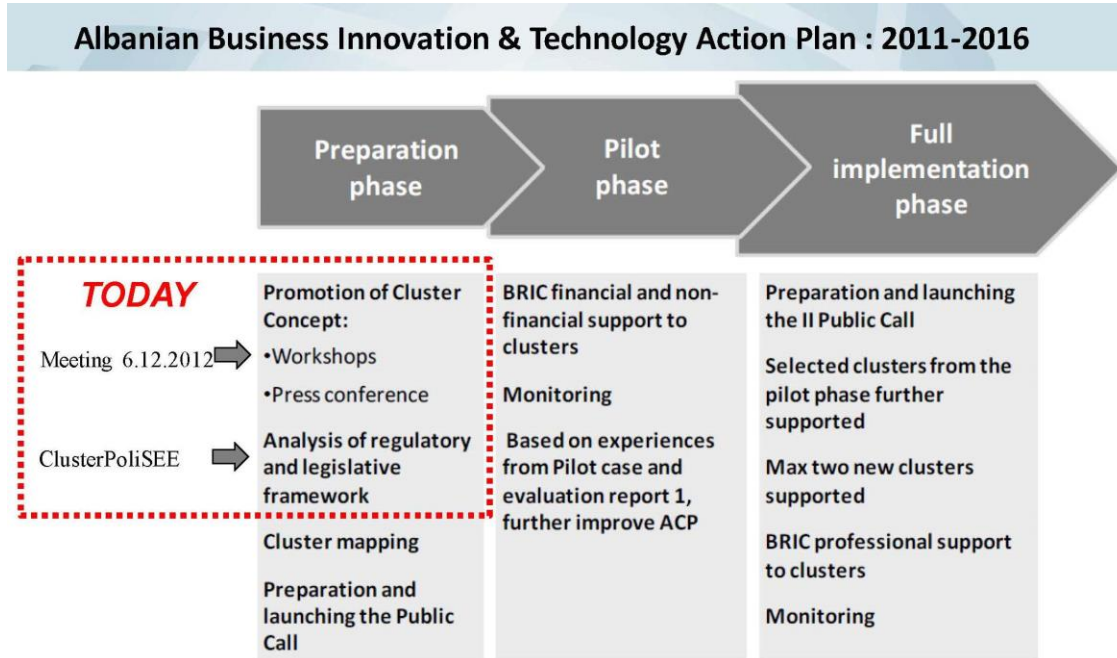 Albanian Business Innovation & Technology Action Plan : 2011-2016
Preparation
phase
Pilot
phase
Full
implementation
phase
TODAY
Meeting 6.12.2012
ClusterPoliSEE
Promotion of Cluster
Concept:
•Workshops
•Press conference
Analysis of regulatory
and legislative
framework
Cluster mapping
Preparation and
launching the Public
Call
BRIC financial and non-
financial support to
clusters
Monitoring
Based on experiences
from Pilot case and
evaluation report 1,
further improve ACP
Preparation and launching
the II Public Call
Selected clusters from the
pilot phase further
supported
Max two new clusters
supported
BRIC professional support
to clusters
Monitoring